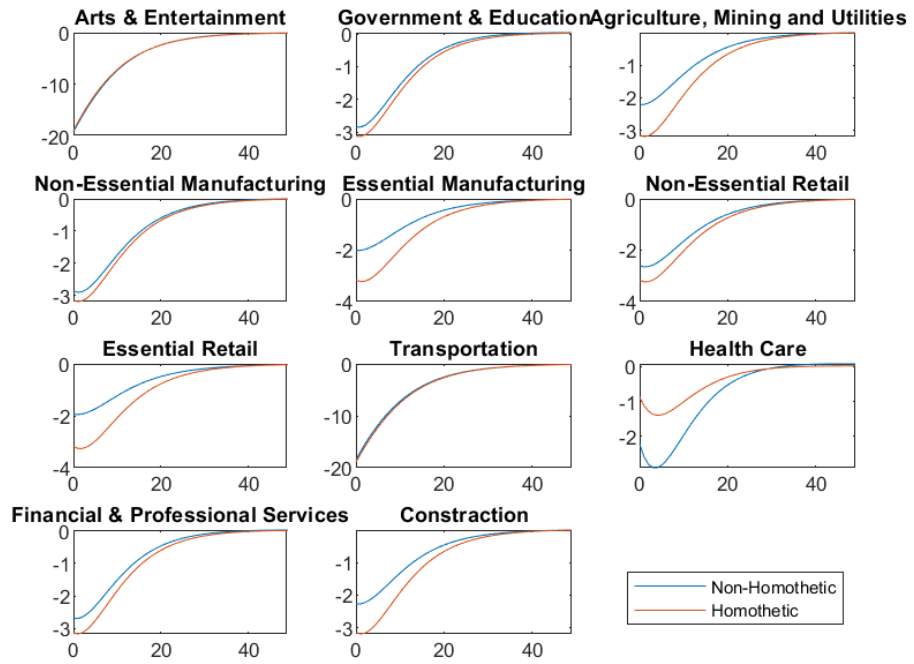 Arts & Entertainment
0
-10
-20
0 20 40
Government & Education
0
-1
-2
-3
0 20 40
Agriculture, Mining and Utilities
0
-1
-2
-3
0 20 40
Non-Essential Manufacturing
0
-1
-2
-3
0 20 40
Essential Manufacturing
0
-2
-4
0 20 40
Non-Essential Retail
0
-2
-4
0 20 40
Essential Retail
0
-2
-4
0 20 40
Transportation
0
-10
-20
0 20 40
Health Care
0
-1
-2
0 20 40
Financial & Professional Services
0
-1
-2
-3
0 20 40
Constraction
0
-1
-2
-3
0 20 40
Non-Homothetic
Homothetic